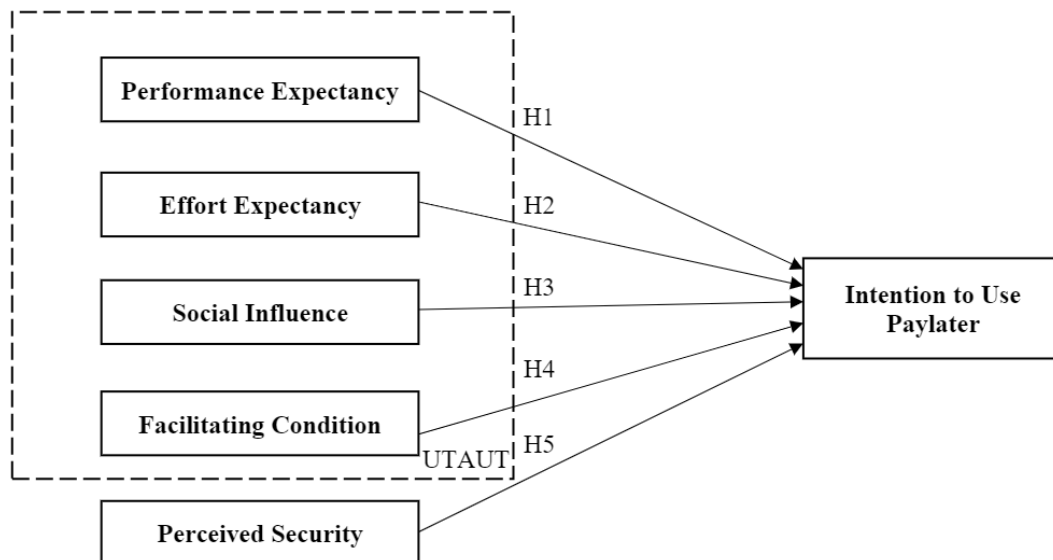 Performance Expectancy
H1
Effort Expectancy
H2
Social Influence
H3
Intention to Use
Paylater
Facilitating Condition
H4
UTAUT
H5
Perceived Security